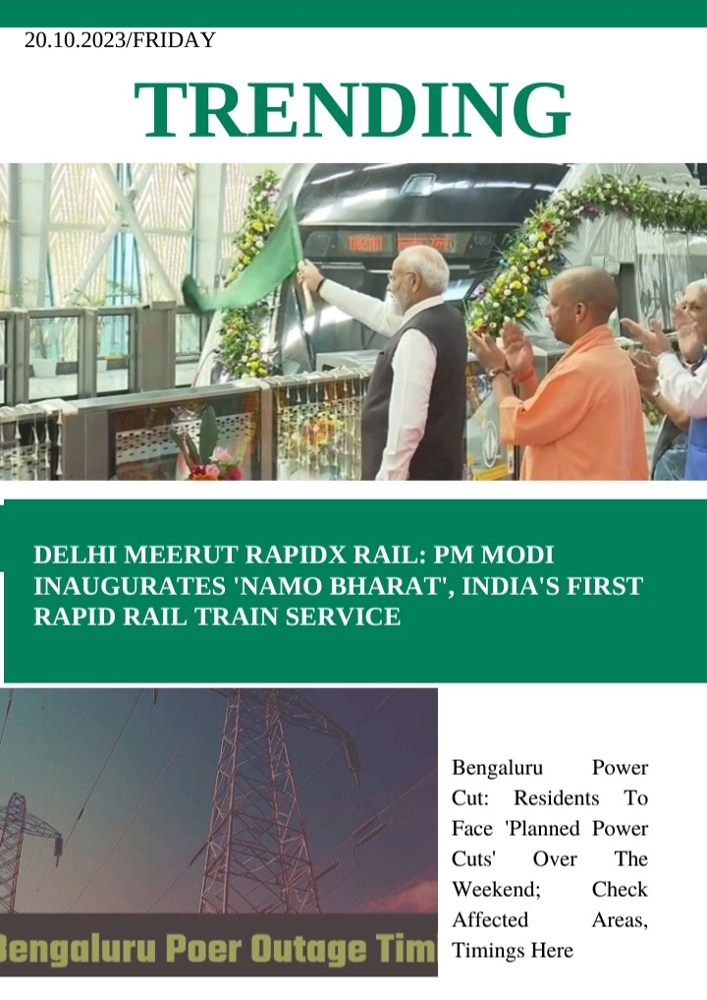 20.10.2023/FRIDAY
TRENDING
DELHI MEERUT RAPIDX RAIL: PM MODI
INAUGURATES 'NAMO BHARAT', INDIA'S FIRST
RAPID RAIL TRAIN SERVICE
Bengaluru Power
Cut: Residents To
Face 'Planned Power
Cuts' Over The
Weekend; Check
Affected Areas,
Timings Here
Bengaluru Poer Outage Tim